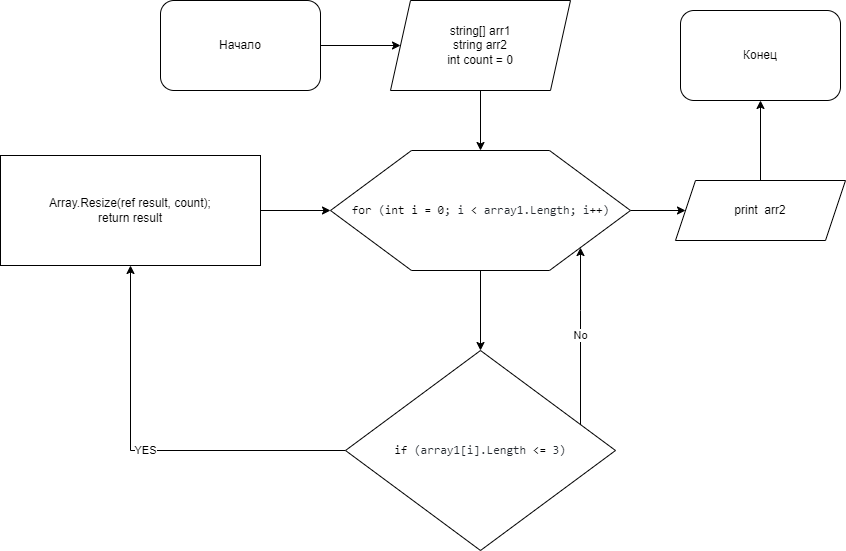 Начало
string[] arr1
string arr2
int count = 0
Конец
Array.Resize(ref result, count);
return result
for (int i = 0; i < array1.Length; i++)
print arr2
No
YES
if (array1[i].Length <= 3)